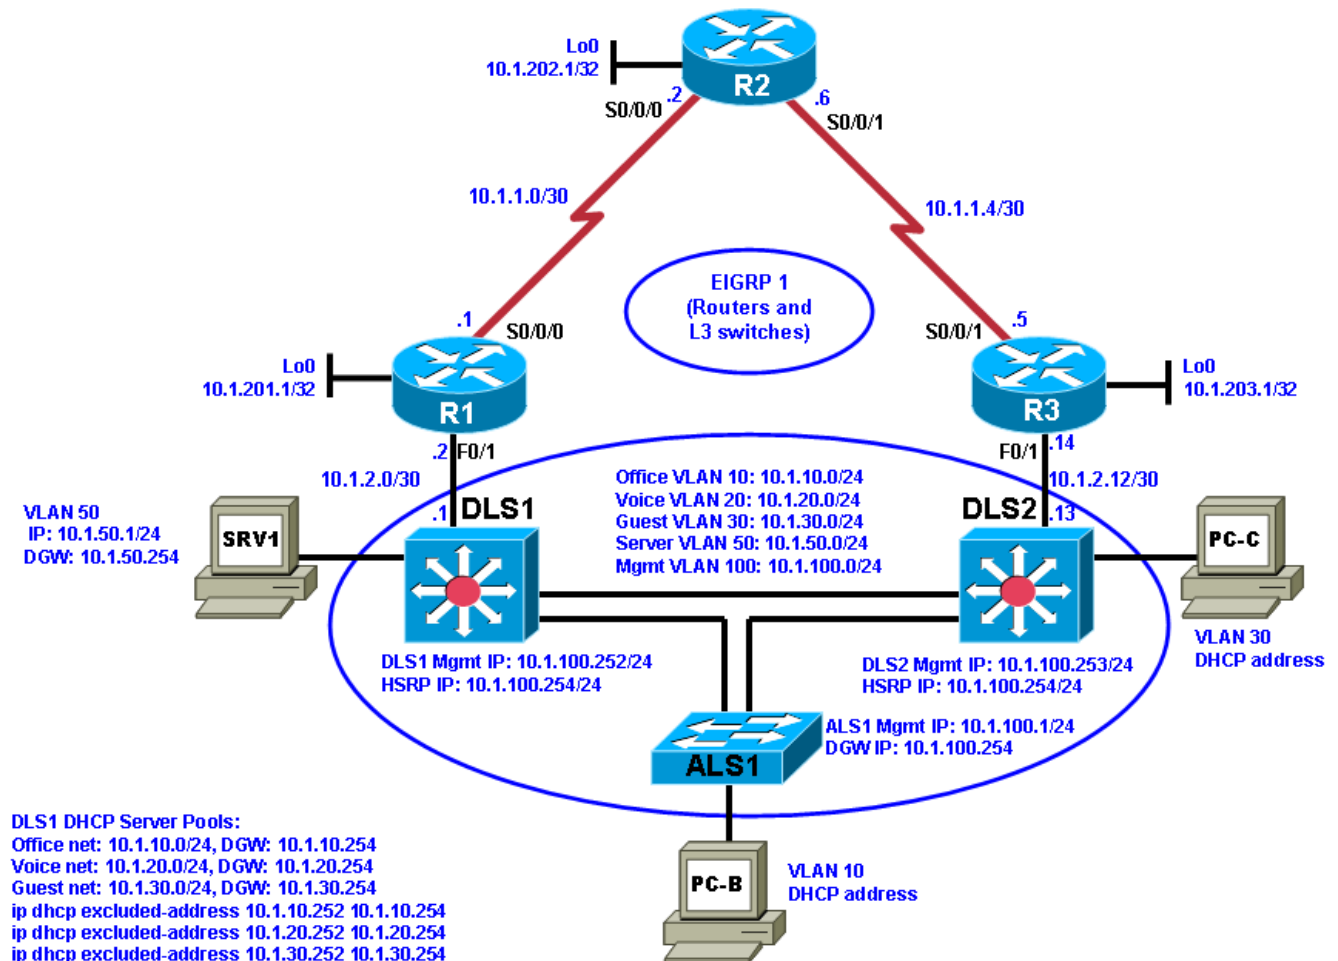 Lo0
10.1.202.1/32
R2
.2
.6
S0/0/0
S0/0/1
10.1.1.0/30
10.1.1.4/30
EIGRP 1
(Routers and
L3 switches)
.1
S0/0/0
S0/0/1
.5
Lo0
10.1.201.1/32
R1
R3
Lo0
10.1.203.1/32
.2
F0/1
F0/1
.14
10.1.2.0/30
10.1.2.12/30
Office VLAN 10: 10.1.10.0/24
Voice VLAN 20: 10.1.20.0/24
Guest VLAN 30: 10.1.30.0/24
Server VLAN 50: 10.1.50.0/24
Mgmt VLAN 100: 10.1.100.0/24
DLS1
.1
DLS2
.13
VLAN 50
IP: 10.1.50.1/24
DGW: 10.1.50.254
SRV1
PC-C
VLAN 30
DHCP address
DLS1 Mgmt IP: 10.1.100.252/24
HSRP IP: 10.1.100.254/24
DLS2 Mgmt IP: 10.1.100.253/24
HSRP IP: 10.1.100.254/24
ALS1 Mgmt IP: 10.1.100.1/24
DGW IP: 10.1.100.254
ALS1
PC-B
VLAN 10
DHCP address
DLS1 DHCP Server Pools:
Office net: 10.1.10.0/24, DGW: 10.1.10.254
Voice net: 10.1.20.0/24, DGW: 10.1.20.254
Guest net: 10.1.30.0/24, DGW: 10.1.30.254
ip dhcp excluded-address 10.1.10.252 10.1.10.254
ip dhcp excluded-address 10.1.20.252 10.1.20.254
ip dhcp excluded-address 10.1.30.252 10.1.30.254